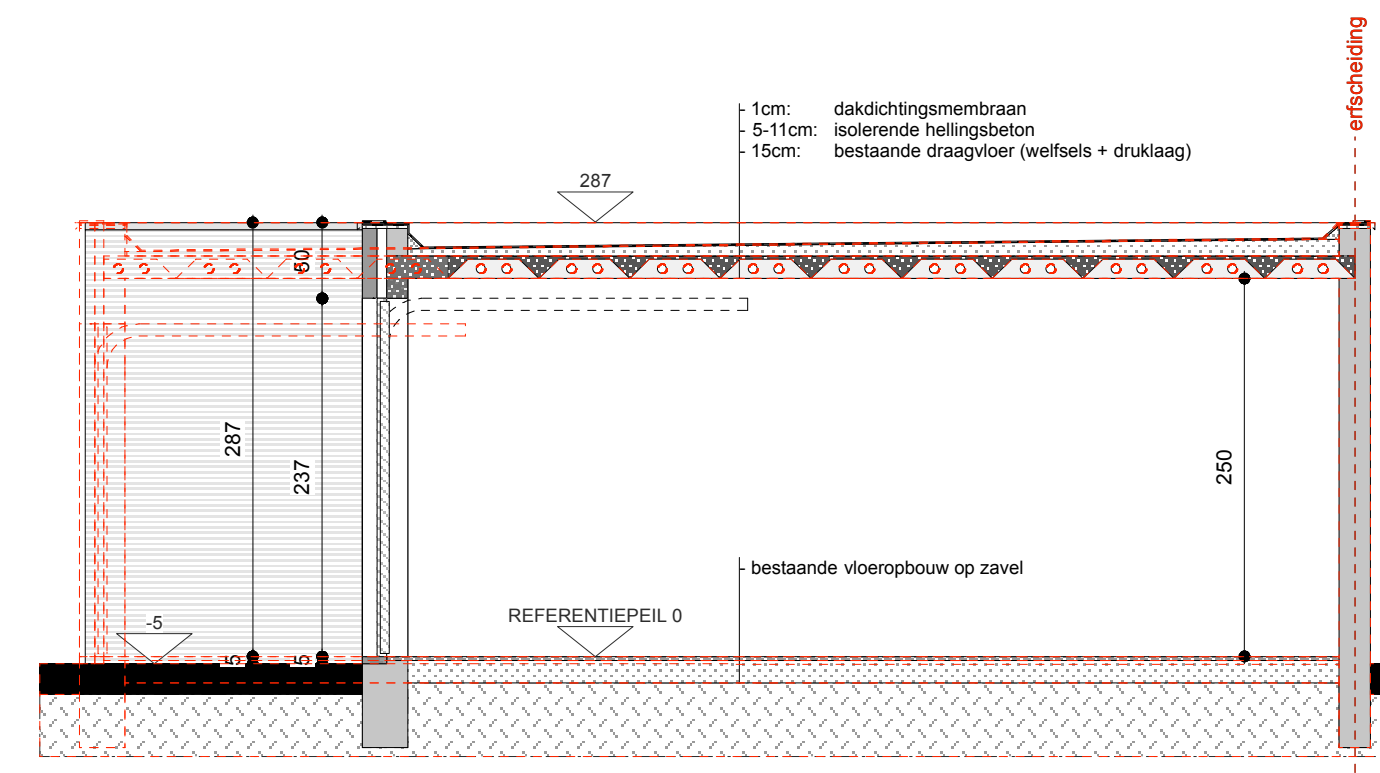 erfscheiding
- 1cm: dakdichtingsmembraan
- 5-11cm: isolerende hellingsbeton
- 15cm: bestaande draagvloer (welfsels + druklaag)
287
50
287
237
250
- bestaande vloeropbouw op zavel
-5
REFERENTIEPEIL 0
5
5